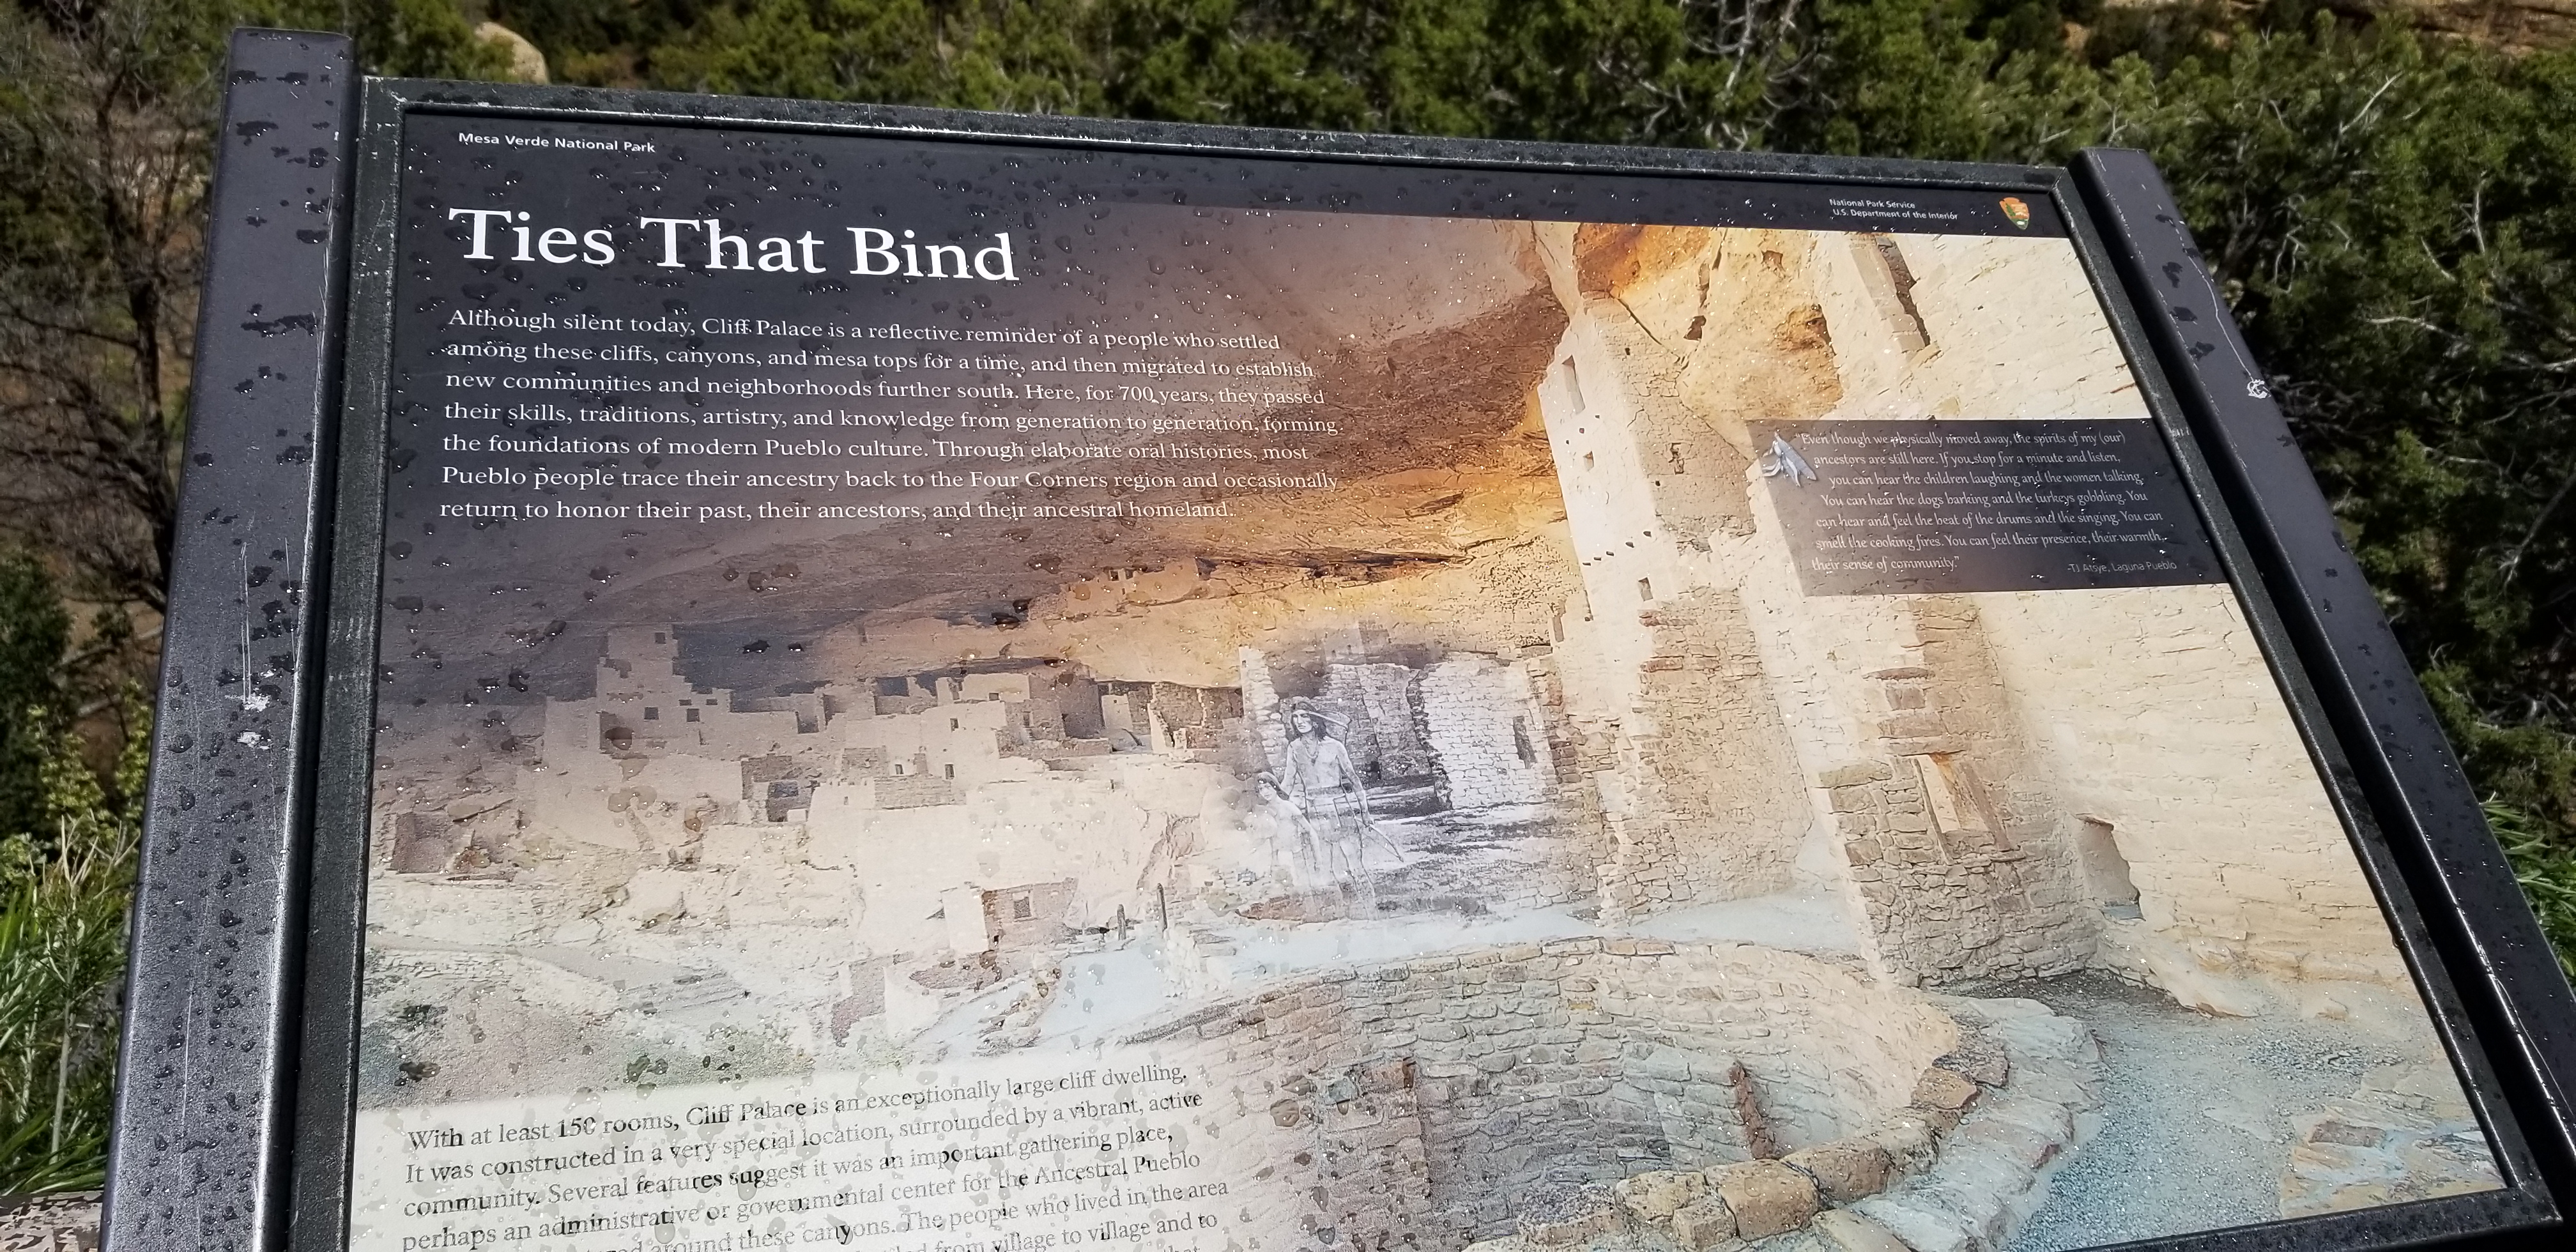 Mesa Verde National Park
Ties That Bind
National Park Service
U.S. Department of the Interior
Although silent today, Cliff Palace is a reflective reminder of a people who settled
among these cliffs, canyons, and mesa tops for a time, and then migrated to establish
new communities and neighborhoods further south. Here, for 700 years, they passed
their skills, traditions, artistry, and knowledge from generation to generation, forming
the foundations of modern Pueblo culture. Through elaborate oral histories, most
Pueblo people trace their ancestry back to the Four Corners region and occasionally
return to honor their past, their ancestors, and their ancestral homeland.
"Even though we physically moved away, the spirits of my (our)
ancestors are still here. If you stop for a minute and listen,
you can hear the children laughing and the women talking.
You can hear the dogs barking and the turkeys gobbling. You
can hear and feel the beat of the drums and the singing. You can
smell the cooking fires. You can feel their presence, their warmth,
their sense of community."
-TJ Atsye, Laguna Pueblo
With at least 150 rooms, Cliff Palace is an exceptionally large cliff dwelling.
It was constructed in a very special location, surrounded by a vibrant, active
community. Several features suggest it was an important gathering place,
perhaps an administrative or governmental center for the Ancestral Pueblo
around these canyons. The people who lived in the area
from village to village and to